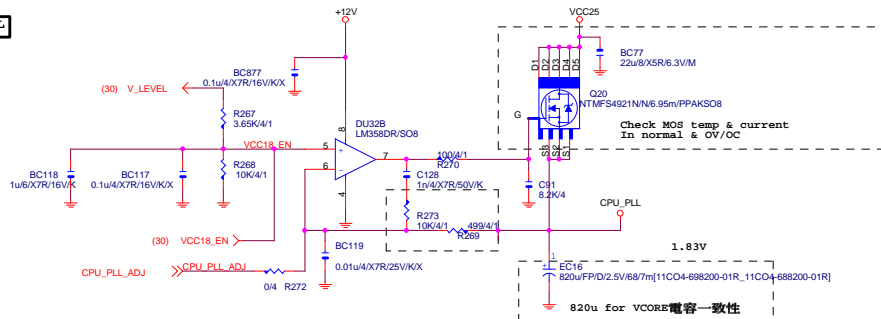 +12V
VCC25
BC877
0.1u/4/X7R/16V/K/X
BC77
22u/8/X5R/6.3V/M
D1
D2
D3
D4
D5
(30) V_LEVEL
R267
3.65K/4/1
DU32B
LM358DR/SO8
Q20
NTMFS4921N/N/6.95m/PPAKSO8
G
Check MOS temp & current
In normal & OV/OC
S3
S2
S1
VCC18_EN
8
5
+
6
-
7
4
100/4/1
R270
BC118
1u/6/X7R/16V/K
BC117
0.1u/4/X7R/16V/K/X
R268
10K/4/1
C128
1n/4/X7R/50V/K
C91
8.2K/4
CPU_PLL
R273
10K/4/1
499/4/1
R269
(30) VCC18_EN
BC119
0.01u/4/X7R/25V/K/X
1.83V
CPU_PLL_ADJ
CPU_PLL_ADJ
0/4 R272
1
+
EC16
820u/FP/D/2.5V/68/7m[11CO4-698200-01R_11CO4-688200-01R]
820u for VCORE電容一致性